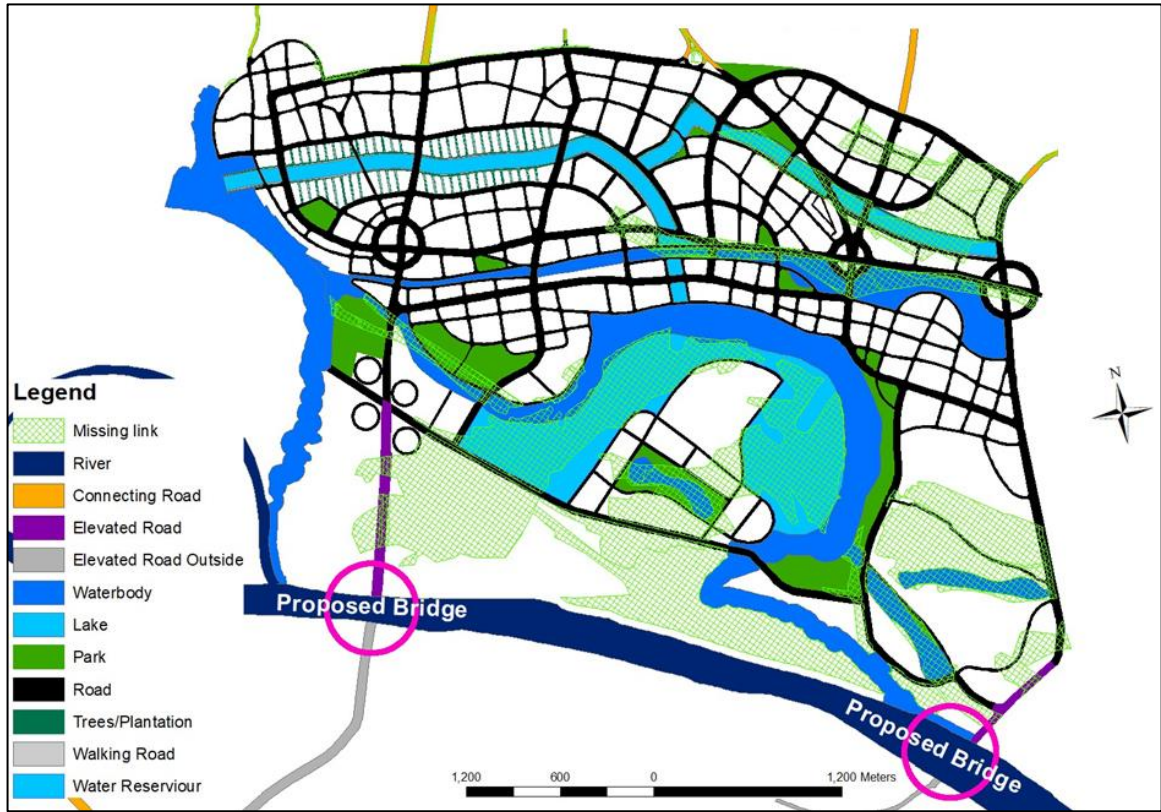 N
Legend
Missing link
River
Connecting Road
Elevated Road
Elevated Road Outside
Waterbody
Lake
Park
Road
Trees/Plantation
Walking Road
Water Reserviour
Proposed Bridge
Proposed Bridge
1,200 600 0 1,200 Meters